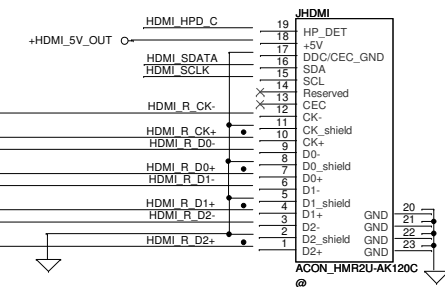 JHDMI
HDMI_HPD_C 19 HP_DET
+HDMI_5V_OUT 18 +5V
17 DDC/CEC_GND
HDMI_SDATA 16 SDA
HDMI_SCLK 15 SCL
14 Reserved
13 CEC
HDMI_R_CK- 12 CK-
11 CK_shield
HDMI_R_CK+ 10 CK+
HDMI_R_D0- 9 D0-
8 D0_shield
HDMI_R_D0+ 7 D0+
HDMI_R_D1- 6 D1-
5 D1_shield
HDMI_R_D1+ 4 D1+ GND 20
HDMI_R_D2- 3 D2- GND 21
2 D2_shield GND 22
HDMI_R_D2+ 1 D2+ GND 23
ACON_HMR2U-AK120C
@